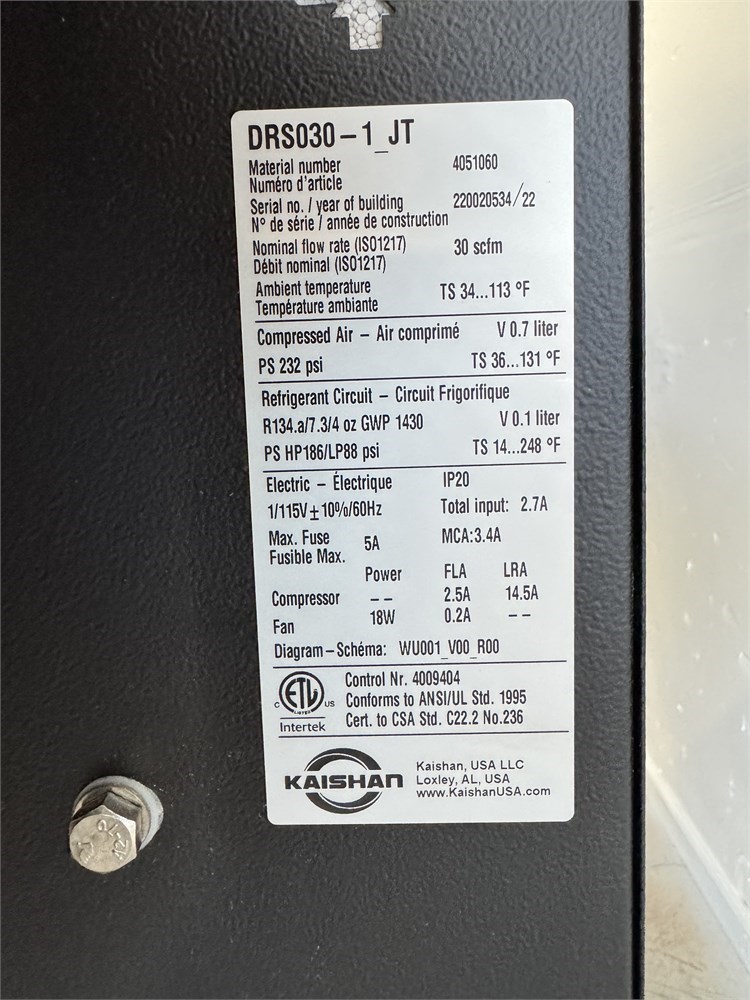 DRS030-1_JT
Material number 4051060
Numéro d'article
Serial no. / year of building 220020534/22
N° de série / année de construction
Nominal flow rate (ISO1217) 30 scfm
Débit nominal (ISO1217)
Ambient temperature TS 34...113 °F
Température ambiante
Compressed Air - Air comprimé V 0.7 liter
PS 232 psi TS 36...131 °F
Refrigerant Circuit - Circuit Frigorifique
R134.a/7.3/4 oz GWP 1430 V 0.1 liter
PS HP186/LP88 psi TS 14...248 °F
Electric - Électrique IP20
1/115V±10%/60Hz Total input: 2.7A
Max. Fuse 5A MCA:3.4A
Fusible Max.
Power FLA LRA
Compressor -- 2.5A 14.5A
Fan 18W 0.2A --
Diagram-Schéma: WU001_V00_R00
Control Nr. 4009404
C ETL LISTED US Conforms to ANSI/UL Std. 1995
Intertek Cert. to CSA Std. C22.2 No.236
KAISHAN
Kaishan, USA LLC
Loxley, AL, USA
www.KaishanUSA.com